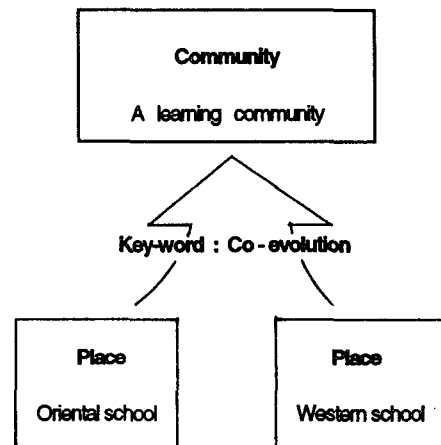 Community
A learning community
Key-word : Co-evolution
Place
Oriental school
Place
Western school